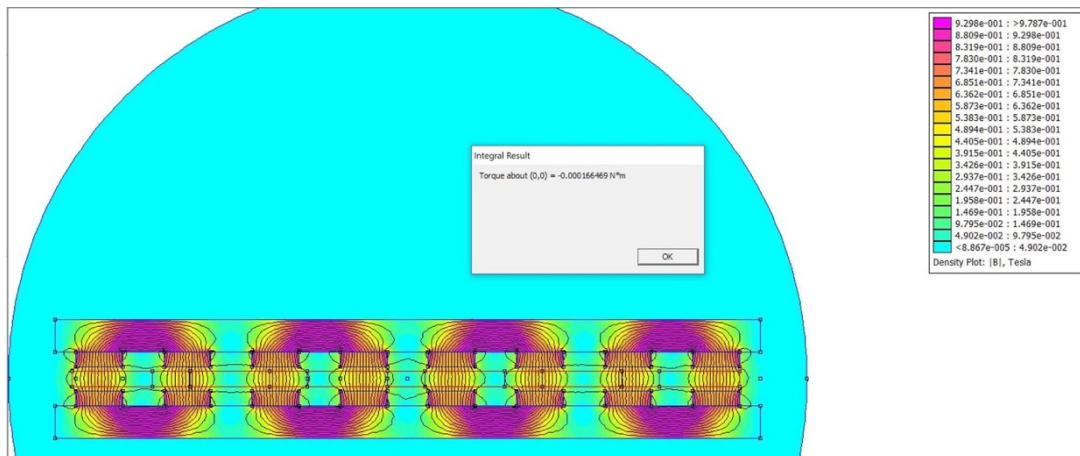 9.298e-001 : >9.787e-001
8.809e-001 : 9.298e-001
8.319e-001 : 8.809e-001
7.830e-001 : 8.319e-001
7.341e-001 : 7.830e-001
6.851e-001 : 7.341e-001
6.362e-001 : 6.851e-001
5.873e-001 : 6.362e-001
5.383e-001 : 5.873e-001
4.894e-001 : 5.383e-001
4.405e-001 : 4.894e-001
3.915e-001 : 4.405e-001
3.426e-001 : 3.915e-001
2.937e-001 : 3.426e-001
2.447e-001 : 2.937e-001
1.958e-001 : 2.447e-001
1.469e-001 : 1.958e-001
9.795e-002 : 1.469e-001
4.902e-002 : 9.795e-002
<8.867e-005 : 4.902e-002
Density Plot: |B|, Tesla
Integral Result
Torque about (0,0) = -0.000166469 N*m
OK